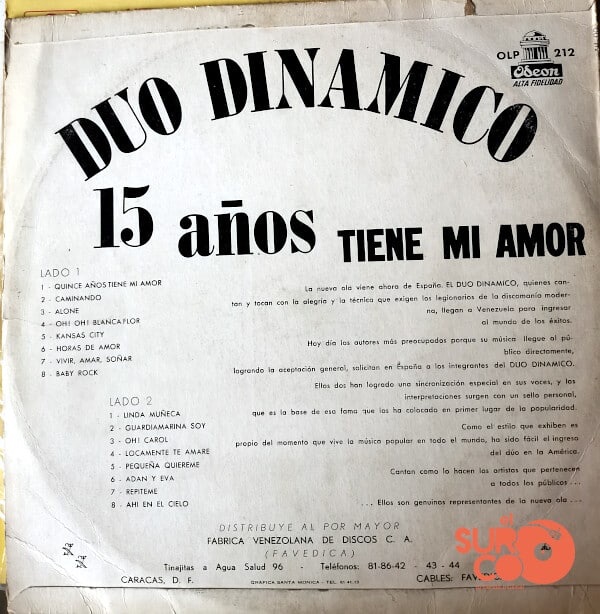 OLP 212
Odeon
ALTA FIDELIDAD
DUO DINAMICO
15 años TIENE MI AMOR
LADO 1
1 - QUINCE AÑOS TIENE MI AMOR
2 - CAMINANDO
3 - ALONE
4 - OH! OH! BLANCAFLOR
5 - KANSAS CITY
6 - HORAS DE AMOR
7 - VIVIR, AMAR, SOÑAR
8 - BABY ROCK
LADO 2
1 - LINDA MUÑECA
2 - GUARDIAMARINA SOY
3 - OH! CAROL
4 - LOCAMENTE TE AMARE
5 - PEQUEÑA QUIEREME
6 - ADAN Y EVA
7 - REPITEME
8 - AHI EN EL CIELO
La nueva ola viene ahora de España. EL DUO DINAMICO, quienes can-
tan y tocan con la alegría y la técnica que exigen los legionarios de la discomanía moder-
na, llegan a Venezuela para ingresar
al mundo de los éxitos.
Hoy día los autores más preocupados porque su música llegue al pú-
blico directamente,
logrando la aceptación general, solicitan en España a los integrantes del DUO DINAMICO.
Ellos dos han logrado una sincronización especial en sus voces, y las
interpretaciones surgen con un sello personal,
que es la base de esa fama que los ha colocado en primer lugar de la popularidad.
Como el estilo que exhiben es
propio del momento que vive la música popular en todo el mundo, ha sido fácil el ingreso
del dúo en la América.
Cantan como lo hacen los artistas que pertenecen
a todos los públicos ...
... Ellos son genuinos representantes de la nueva ola ...
DISTRIBUYE AL POR MAYOR
FABRICA VENEZOLANA DE DISCOS C. A.
(FAVEDICA)
Tinajitas a Agua Salud 96 - Teléfonos: 81-86-42 - 43 - 44
CARACAS, D. F.
GRAFICA SANTA MONICA - TEL. 61.41.13
CABLES:
el
SURCO